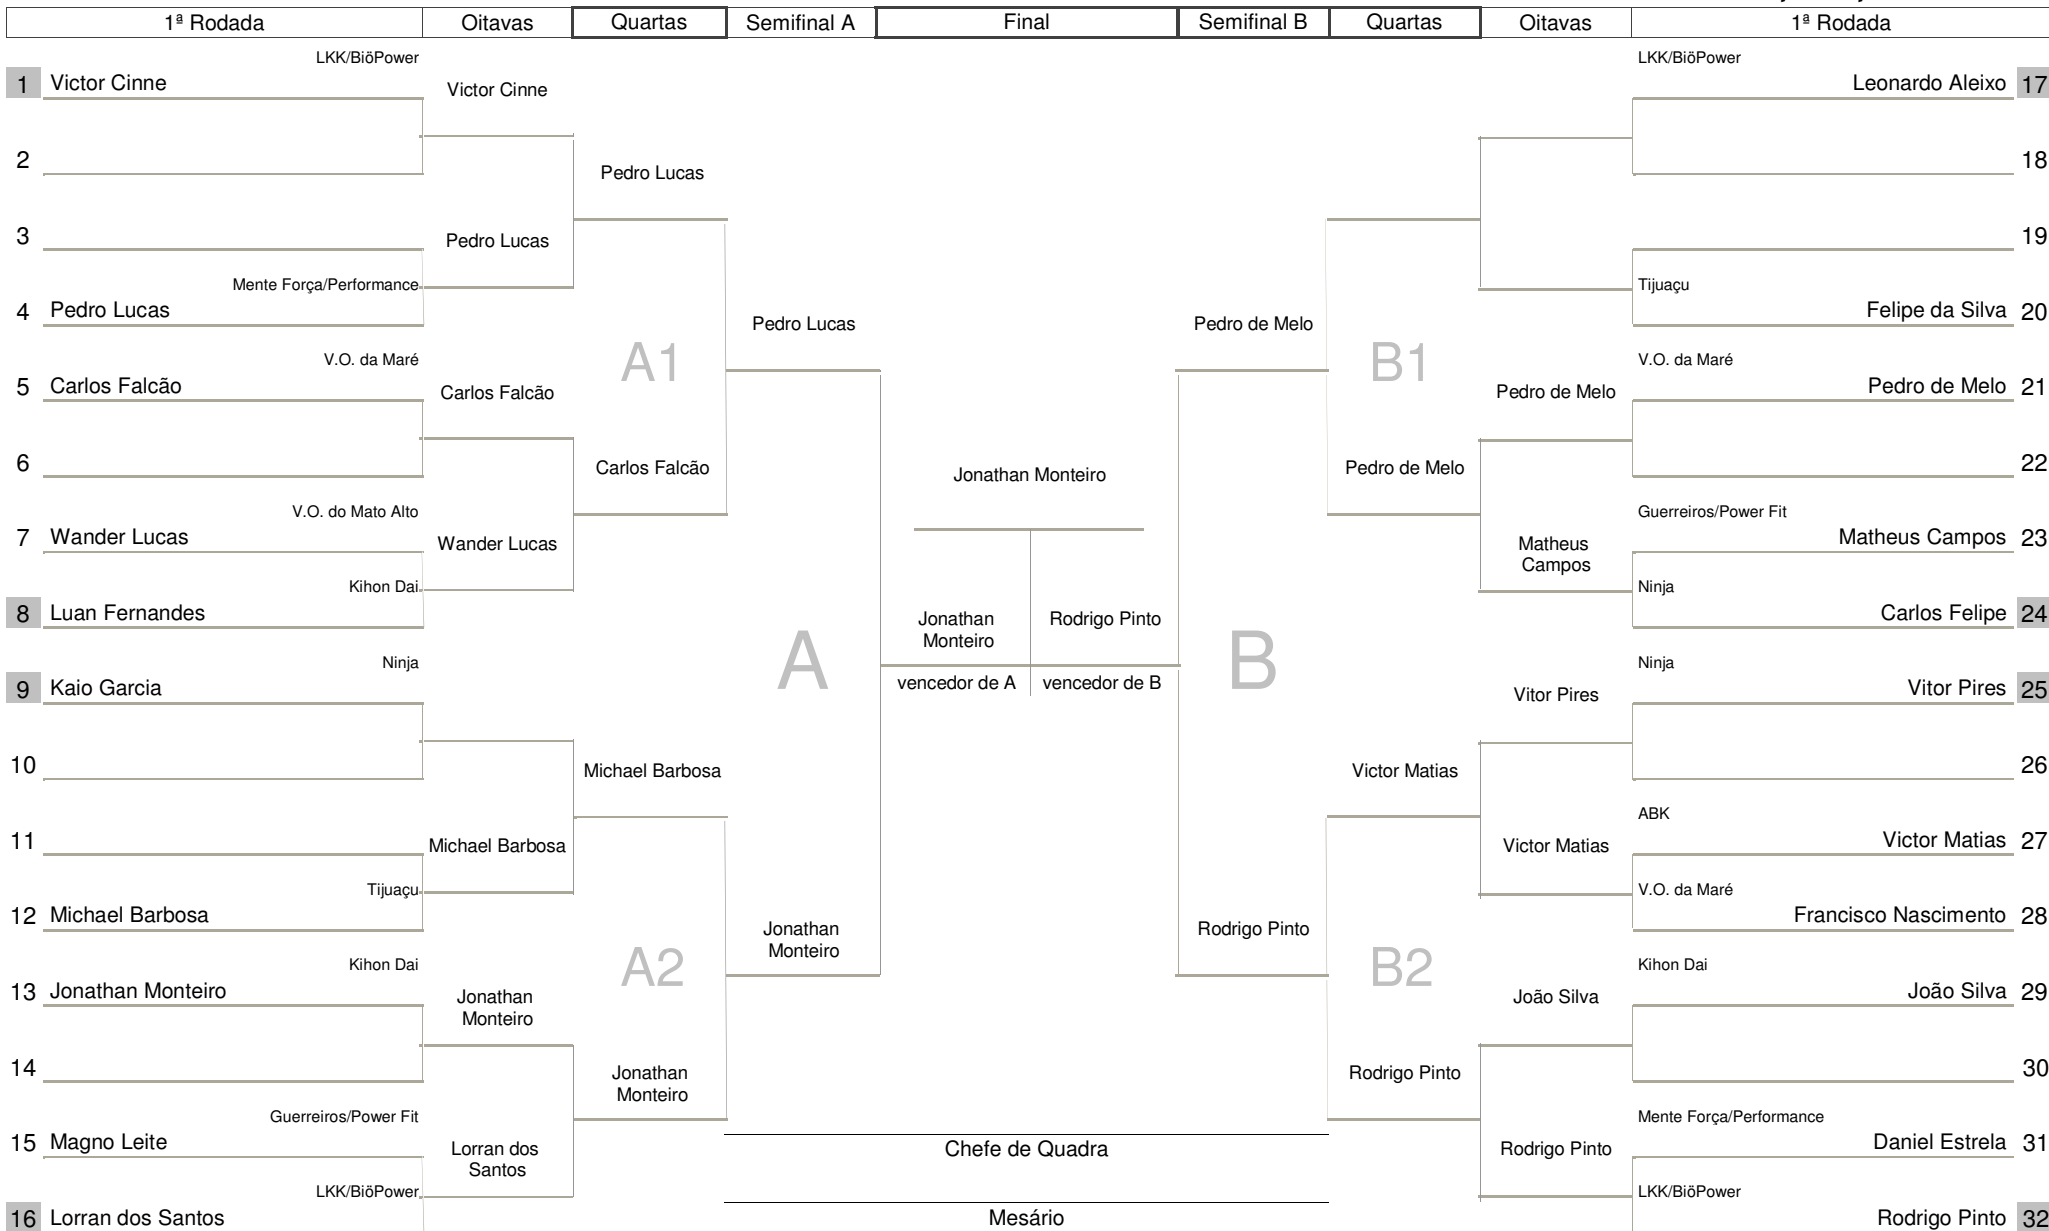 1ª Rodada Oitavas Quartas Semifinal A Final Semifinal B Quartas Oitavas 1ª Rodada
LKK/BiöPower LKK/BiöPower
1 Victor Cinne Victor Cinne Leonardo Aleixo 17
2 18
Pedro Lucas
3 Pedro Lucas 19
Mente Força/Performance Tijuaçu
4 Pedro Lucas Felipe da Silva 20
Pedro Lucas Pedro de Melo
V.O. da Maré A1 B1 V.O. da Maré
5 Carlos Falcão Carlos Falcão Pedro de Melo Pedro de Melo 21
6 Carlos Falcão Jonathan Monteiro Pedro de Melo 22
V.O. do Mato Alto Guerreiros/Power Fit
7 Wander Lucas Wander Lucas Matheus Matheus Campos 23
Campos
Kihon Dai Ninja
8 Luan Fernandes Jonathan Rodrigo Pinto Carlos Felipe 24
Monteiro
Ninja A B Ninja
9 Kaio Garcia vencedor de A vencedor de B Vitor Pires Vitor Pires 25
10 Michael Barbosa Victor Matias 26
ABK
11 Michael Barbosa Victor Matias Victor Matias 27
Tijuaçu V.O. da Maré
12 Michael Barbosa Francisco Nascimento 28
Jonathan Rodrigo Pinto
Monteiro
Kihon Dai A2 B2 Kihon Dai
13 Jonathan Monteiro Jonathan João Silva João Silva 29
Monteiro
14 Jonathan Rodrigo Pinto 30
Monteiro
Guerreiros/Power Fit Mente Força/Performance
15 Magno Leite Lorran dos Chefe de Quadra Rodrigo Pinto Daniel Estrela 31
Santos
LKK/BiöPower LKK/BiöPower
16 Lorran dos Santos Mesário Rodrigo Pinto 32